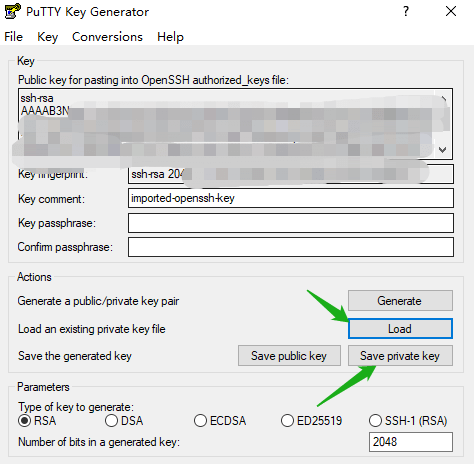 PuTTY Key Generator
File Key Conversions Help
Key
Public key for pasting into OpenSSH authorized_keys file:
ssh-rsa
AAAAB3N
Key fingerprint: ssh-rsa 204
Key comment: imported-openssh-key
Key passphrase:
Confirm passphrase:
Actions
Generate a public/private key pair Generate
Load an existing private key file Load
Save the generated key Save public key Save private key
Parameters
Type of key to generate:
RSA DSA ECDSA ED25519 SSH-1 (RSA)
Number of bits in a generated key: 2048